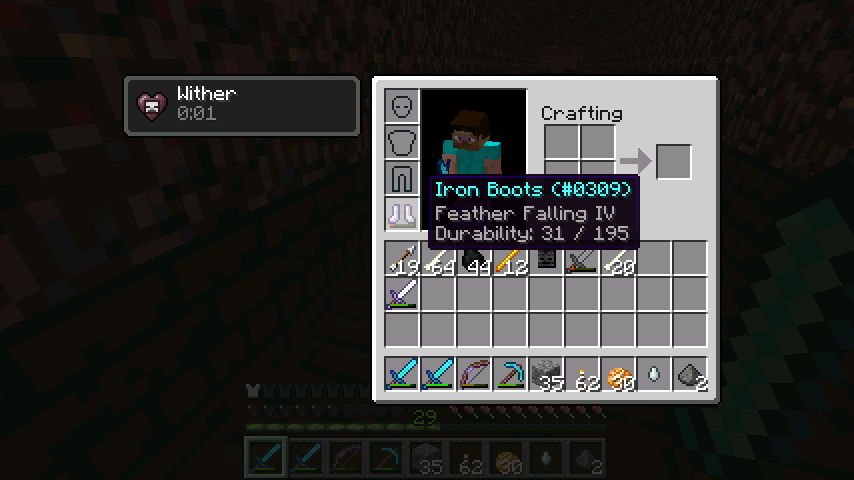 Wither
0:01
Crafting
Iron Boots (#0309)
Feather Falling IV
Durability: 31 / 195
19 64 44 12 20
35 62 30 2
29
35 62 30 2